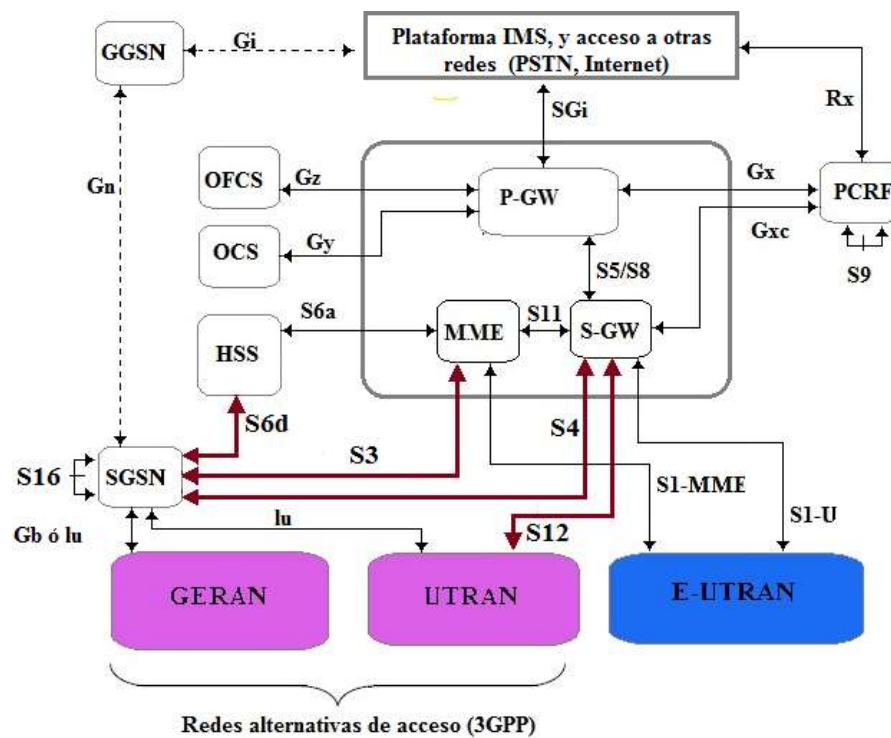 GGSN
Gi
Plataforma IMS, y acceso a otras
redes (PSTN, Internet)
Rx
SGi
Gn
OFCS
Gz
P-GW
Gx
PCRF
Gxc
OCS
Gy
S5/S8
S9
S6a
HSS
MME
S11
S-GW
S6d
S3
S4
S16
SGSN
S1-MME
S1-U
Gb ó lu
lu
S12
GERAN
UTRAN
E-UTRAN
Redes alternativas de acceso (3GPP)